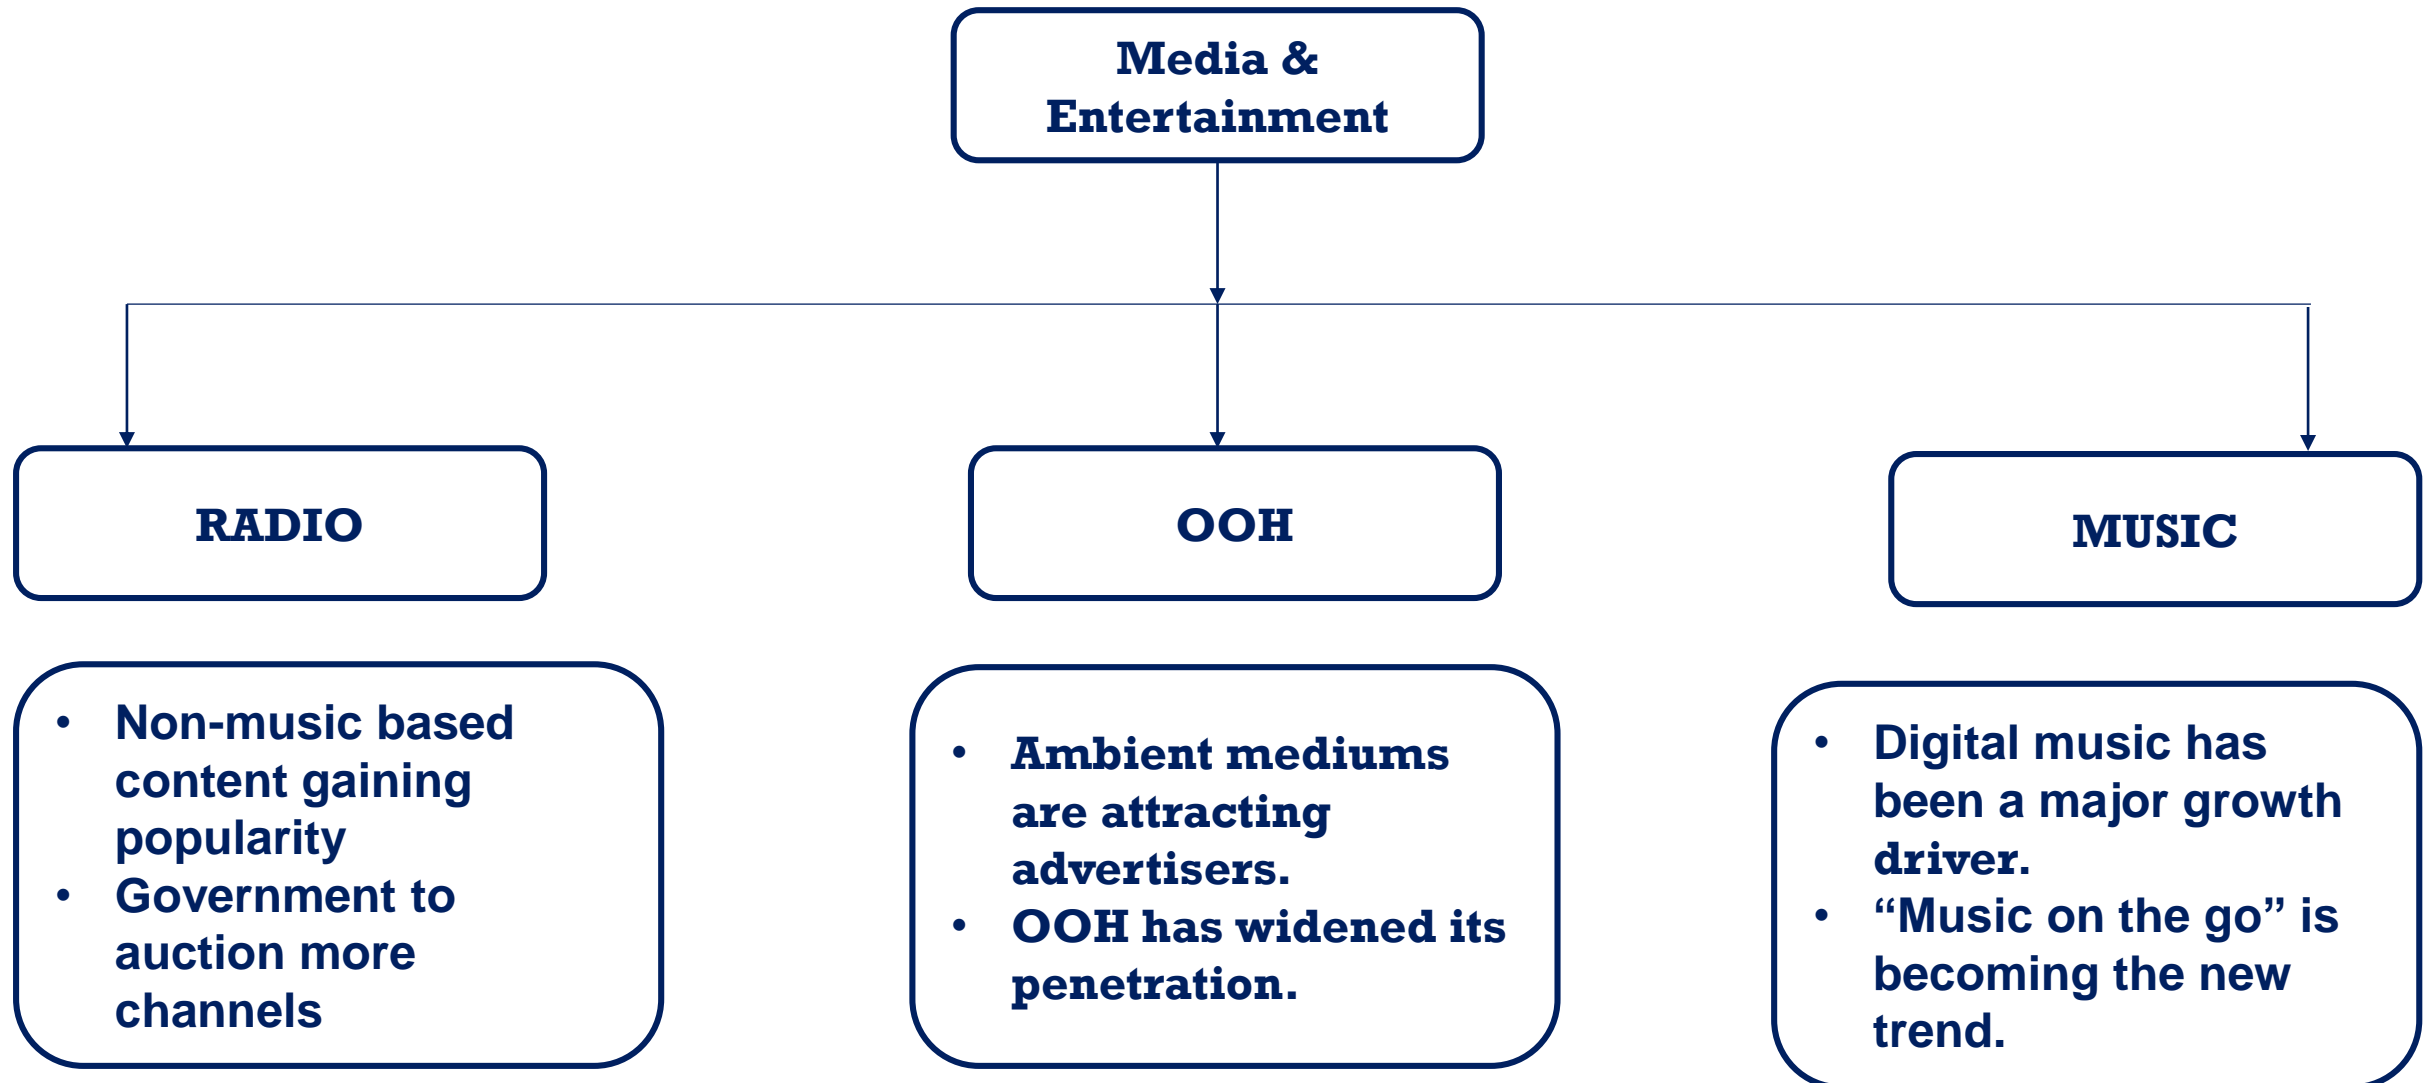 Media &
Entertainment
RADIO
OOH
MUSIC
• Non-music based
content gaining
popularity
• Government to
auction more
channels
• Ambient mediums
are attracting
advertisers.
• OOH has widened its
penetration.
• Digital music has
been a major growth
driver.
• “Music on the go” is
becoming the new
trend.